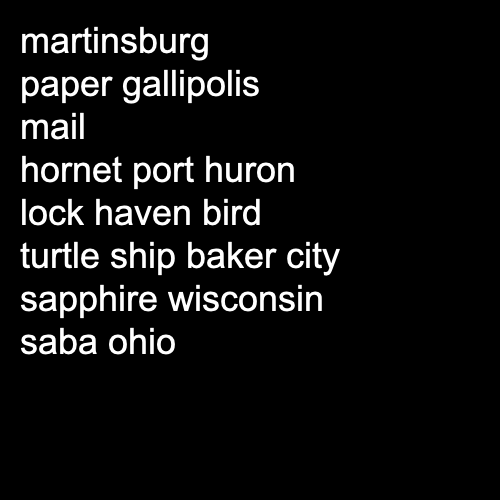 martinsburg
paper gallipolis
mail
hornet port huron
lock haven bird
turtle ship baker city
sapphire wisconsin
saba ohio